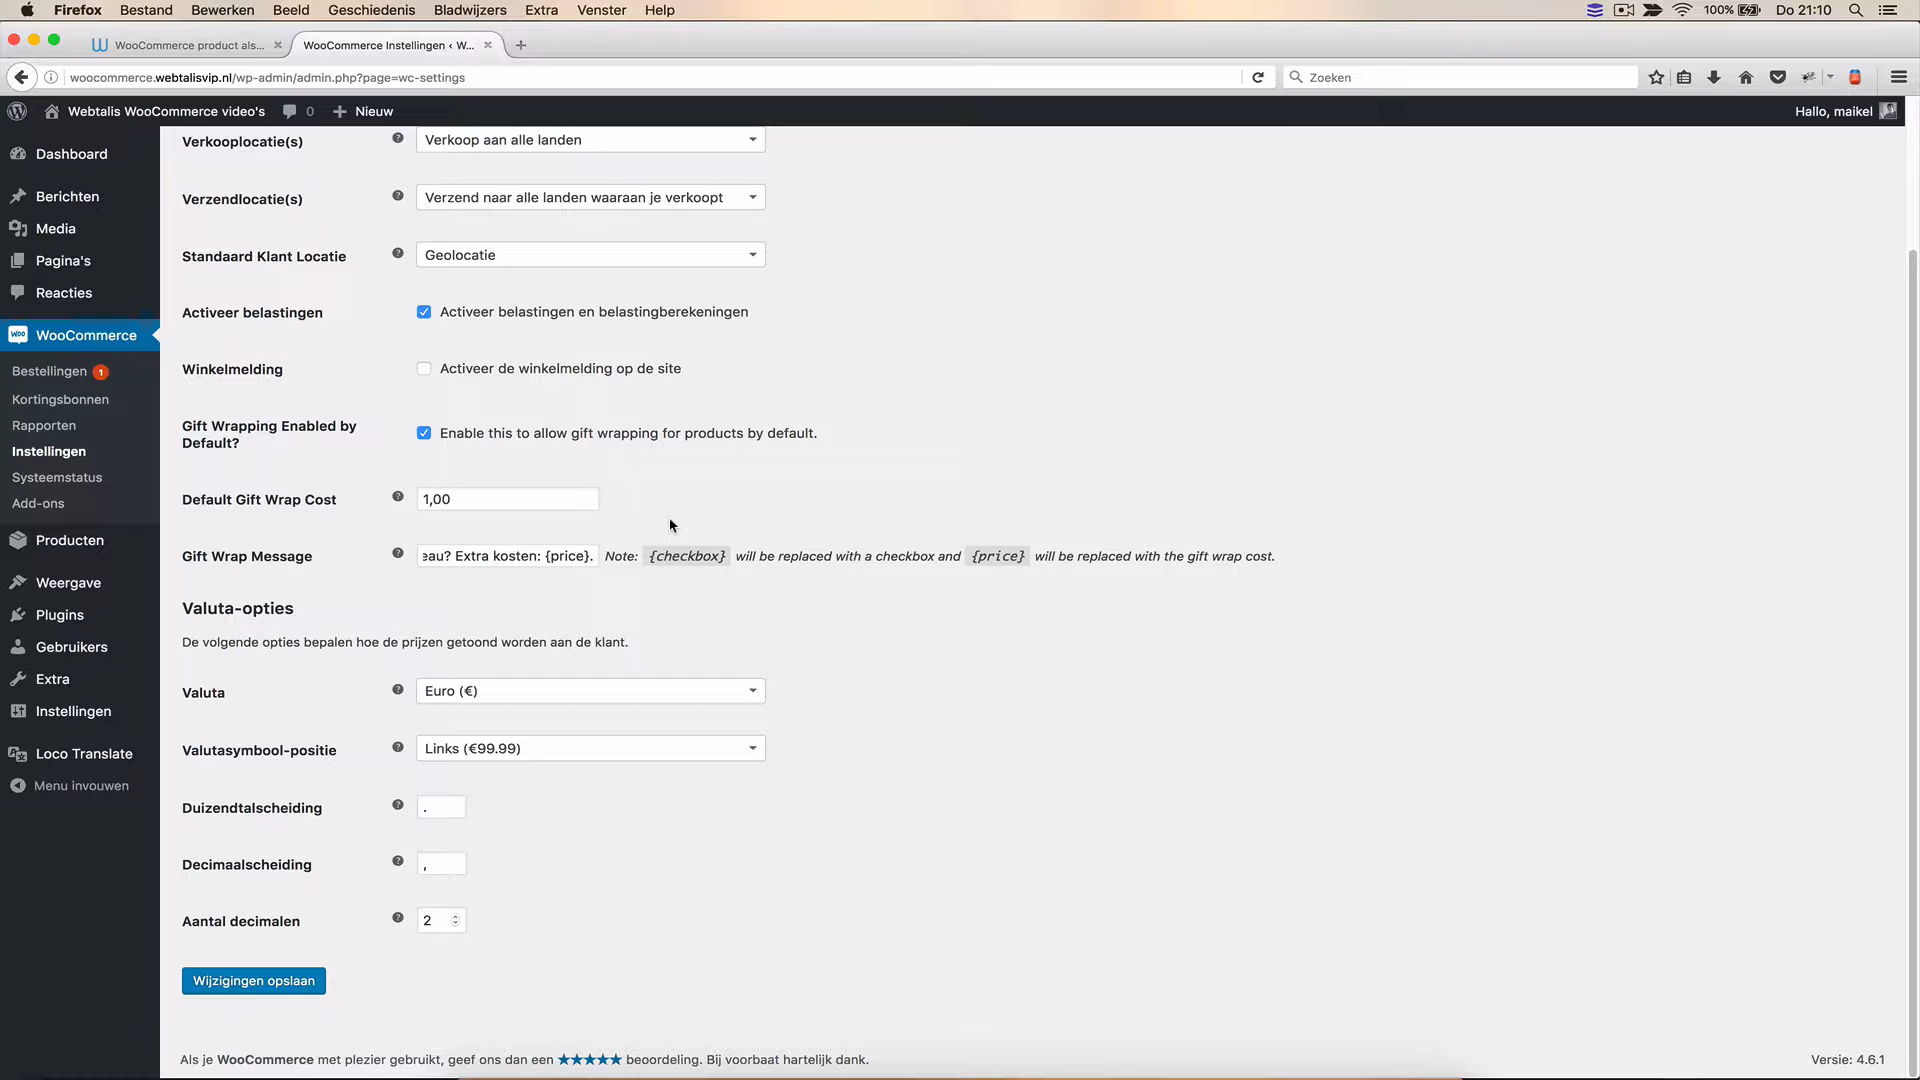 Firefox Bestand Bewerken Beeld Geschiedenis Bladwijzers Extra Venster Help 100% Do 21:10
WooCommerce product als... WooCommerce Instellingen ‹ W...
woocommerce.webtalisvip.nl/wp-admin/admin.php?page=wc-settings Zoeken
Webtalis WooCommerce video's 0 Nieuw Hallo, maikel
Dashboard
Berichten
Media
Pagina's
Reacties
WooCommerce
Bestellingen 1
Kortingsbonnen
Rapporten
Instellingen
Systeemstatus
Add-ons
Producten
Weergave
Plugins
Gebruikers
Extra
Instellingen
Loco Translate
Menu invouwen
Verkooplocatie(s) Verkoop aan alle landen
Verzendlocatie(s) Verzend naar alle landen waaraan je verkoopt
Standaard Klant Locatie Geolocatie
Activeer belastingen Activeer belastingen en belastingberekeningen
Winkelmelding Activeer de winkelmelding op de site
Gift Wrapping Enabled by
Default?
Enable this to allow gift wrapping for products by default.
Default Gift Wrap Cost 1,00
Gift Wrap Message eau? Extra kosten: {price}. Note: {checkbox} will be replaced with a checkbox and {price} will be replaced with the gift wrap cost.
Valuta-opties
De volgende opties bepalen hoe de prijzen getoond worden aan de klant.
Valuta Euro (€)
Valutasymbool-positie Links (€99.99)
Duizendtalscheiding .
Decimaalscheiding ,
Aantal decimalen 2
Wijzigingen opslaan
Als je WooCommerce met plezier gebruikt, geef ons dan een ★★★★★ beoordeling. Bij voorbaat hartelijk dank.
Versie: 4.6.1